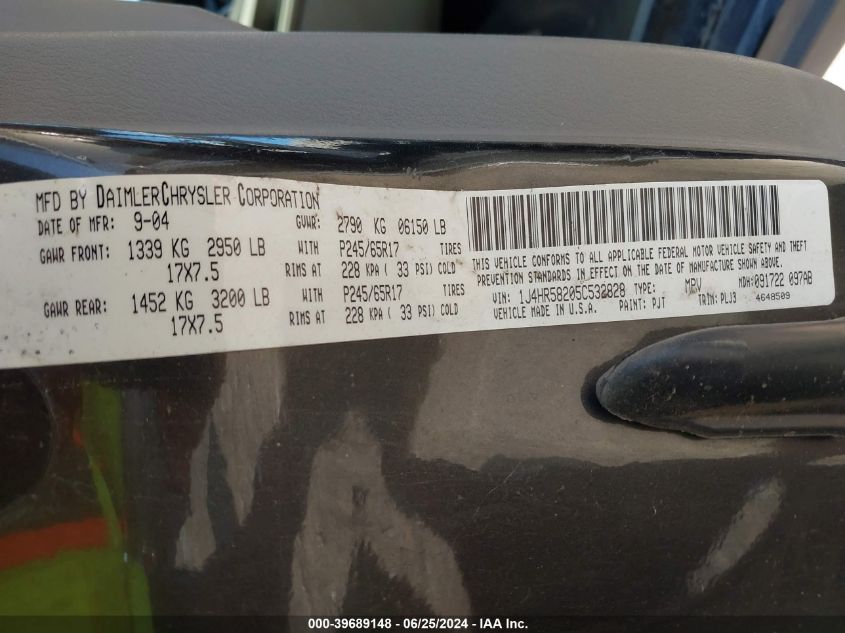 MFD BY DAIMLERCHRYSLER CORPORATION
DATE OF MFR: 9-04 GVWR: 2790 KG 06150 LB
GAWR FRONT: 1339 KG 2950 LB WITH P245/65R17 TIRES
17X7.5 RIMS AT 228 KPA ( 33 PSI) COLD
GAWR REAR: 1452 KG 3200 LB WITH P245/65R17 TIRES
17X7.5 RIMS AT 228 KPA ( 33 PSI) COLD
THIS VEHICLE CONFORMS TO ALL APPLICABLE FEDERAL MOTOR VEHICLE SAFETY AND THEFT
PREVENTION STANDARDS IN EFFECT ON THE DATE OF MANUFACTURE SHOWN ABOVE.
VIN: 1J4HR58205C532828 TYPE: MPV MDH:091722 097AB
VEHICLE MADE IN U.S.A. PAINT: PJT TRIM: PLJ3 4648509
000-39689148 - 06/25/2024 - IAA Inc.